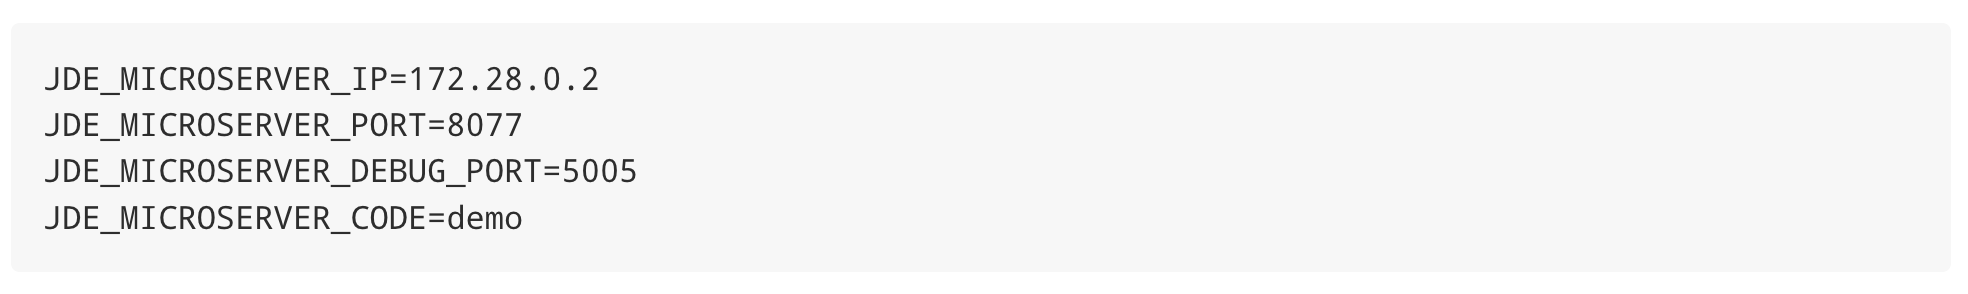 JDE_MICROSERVER_IP=172.28.0.2
JDE_MICROSERVER_PORT=8077
JDE_MICROSERVER_DEBUG_PORT=5005
JDE_MICROSERVER_CODE=demo